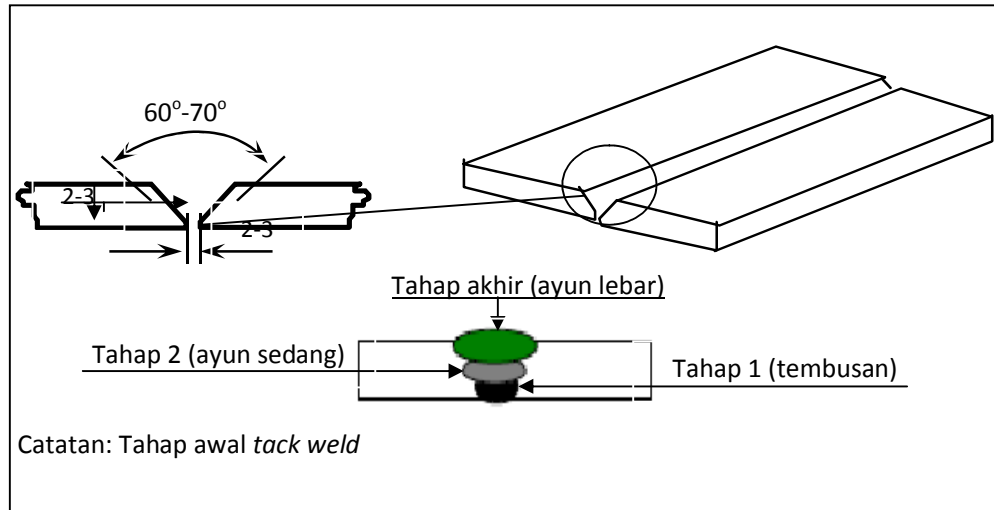 60°-70°
2-3
2-3
Tahap akhir (ayun lebar)
Tahap 2 (ayun sedang)
Tahap 1 (tembusan)
Catatan: Tahap awal tack weld